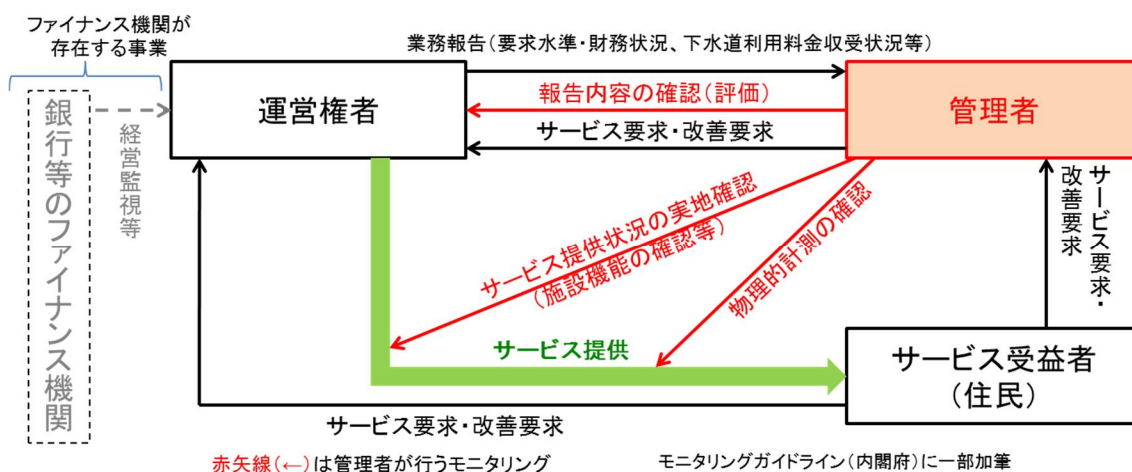 ファイナンス機関が
存在する事業
銀行等のファイナンス機関
経営監視等
運営権者
業務報告(要求水準・財務状況、下水道利用料金収受状況等)
報告内容の確認(評価)
サービス要求・改善要求
管理者
サービス提供状況の実地確認
(施設機能の確認等)
物理的計測の確認
サービス要求・
改善要求
サービス提供
サービス受益者
(住民)
サービス要求・改善要求
赤矢線(←)は管理者が行うモニタリング
モニタリングガイドライン(内閣府)に一部加筆